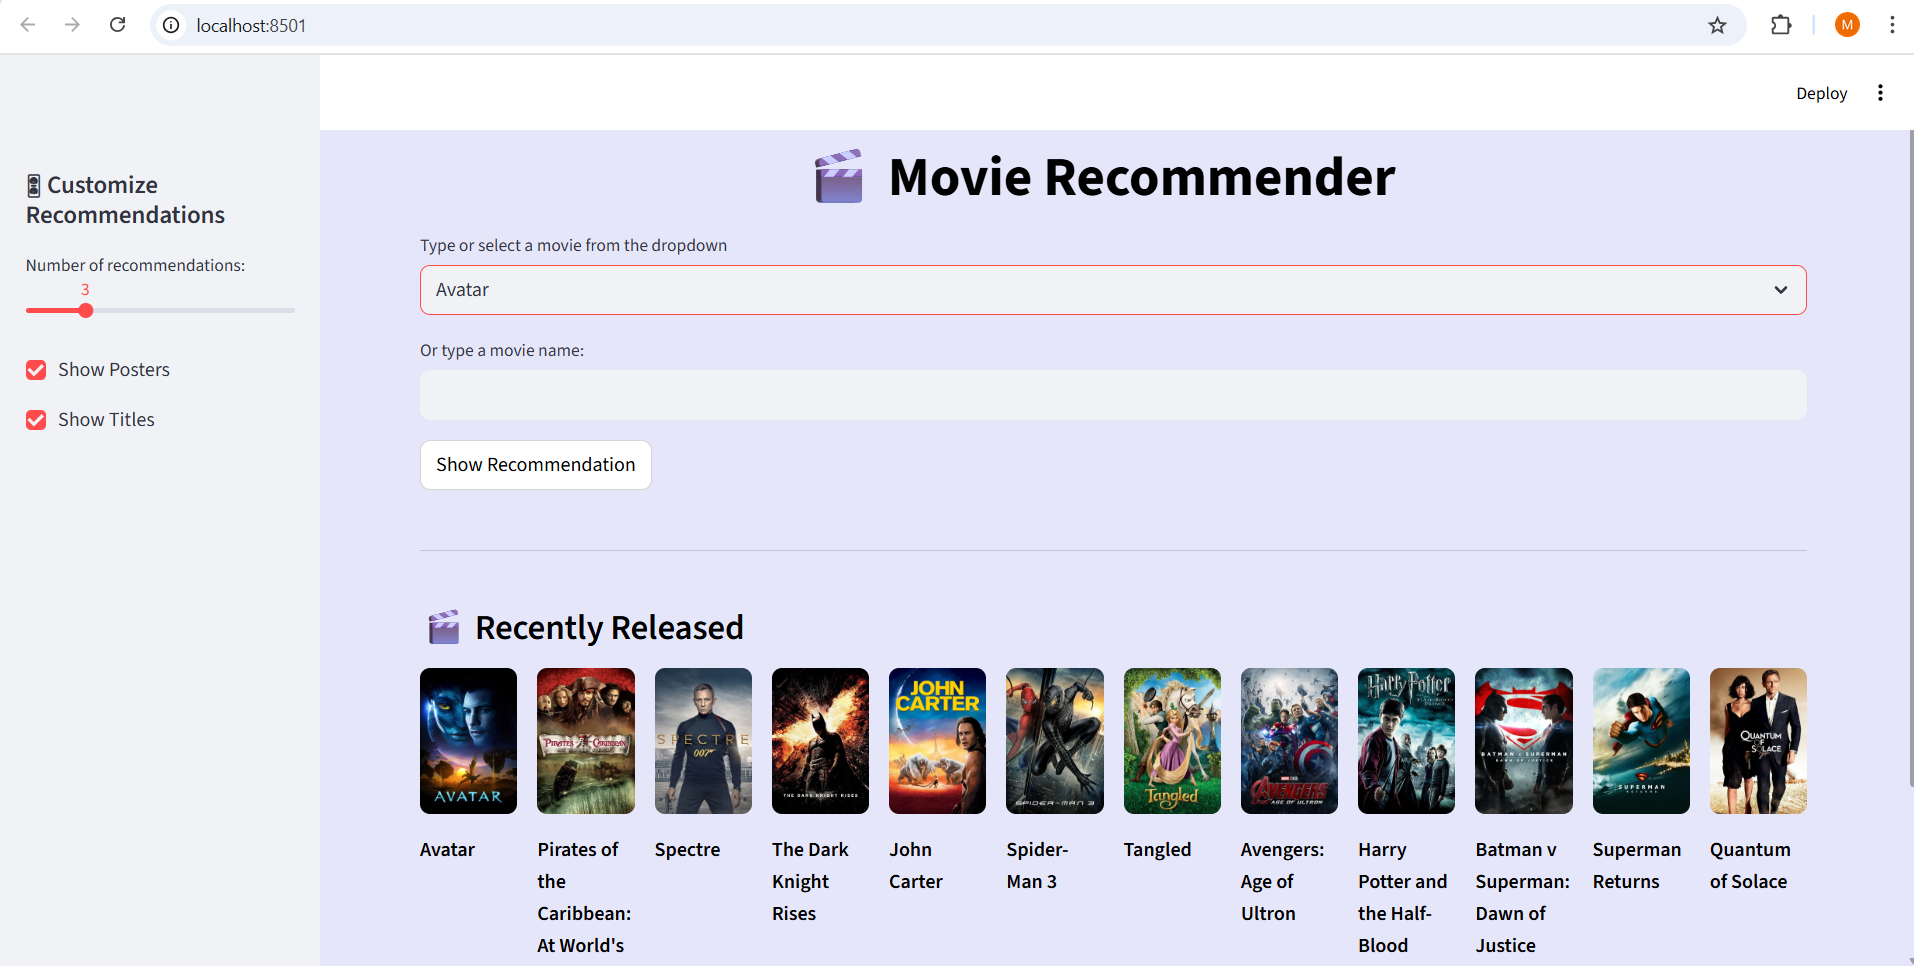 localhost:8501
M
Deploy
Customize
Recommendations
Number of recommendations:
3
Show Posters
Show Titles
Movie Recommender
Type or select a movie from the dropdown
Avatar
Or type a movie name:
Show Recommendation
Recently Released
AVATAR
PIRATES of the CARIBBEAN
SPECTRE
007
THE DARK KNIGHT RISES
JOHN
CARTER
SPIDER-MAN 3
Tangled
AVENGERS
AGE OF ULTRON
Harry Potter
BATMAN v SUPERMAN
DAWN OF JUSTICE
SUPERMAN
RETURNS
QUANTUM
OF SOLACE
Avatar
Pirates of
the
Caribbean:
At World's
Spectre
The Dark
Knight
Rises
John
Carter
Spider-
Man 3
Tangled
Avengers:
Age of
Ultron
Harry
Potter and
the Half-
Blood
Batman v
Superman:
Dawn of
Justice
Superman
Returns
Quantum
of Solace